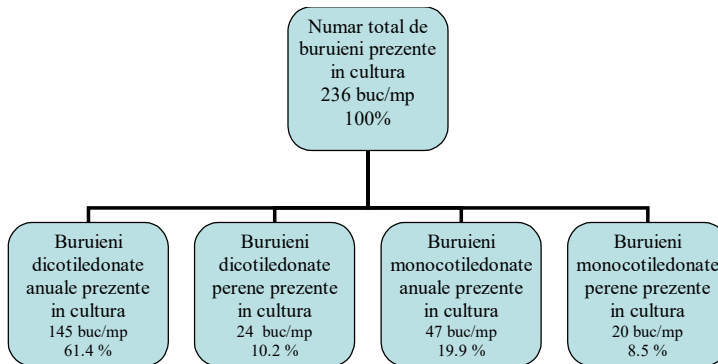 Numar total de
buruieni prezente
in cultura
236 buc/mp
100%
Buruieni
dicotiledonate
anuale prezente
in cultura
145 buc/mp
61.4 %
Buruieni
dicotiledonate
perene prezente
in cultura
24 buc/mp
10.2 %
Buruieni
monocotiledonate
anuale prezente
in cultura
47 buc/mp
19.9 %
Buruieni
monocotiledonate
perene prezente
in cultura
20 buc/mp
8.5 %